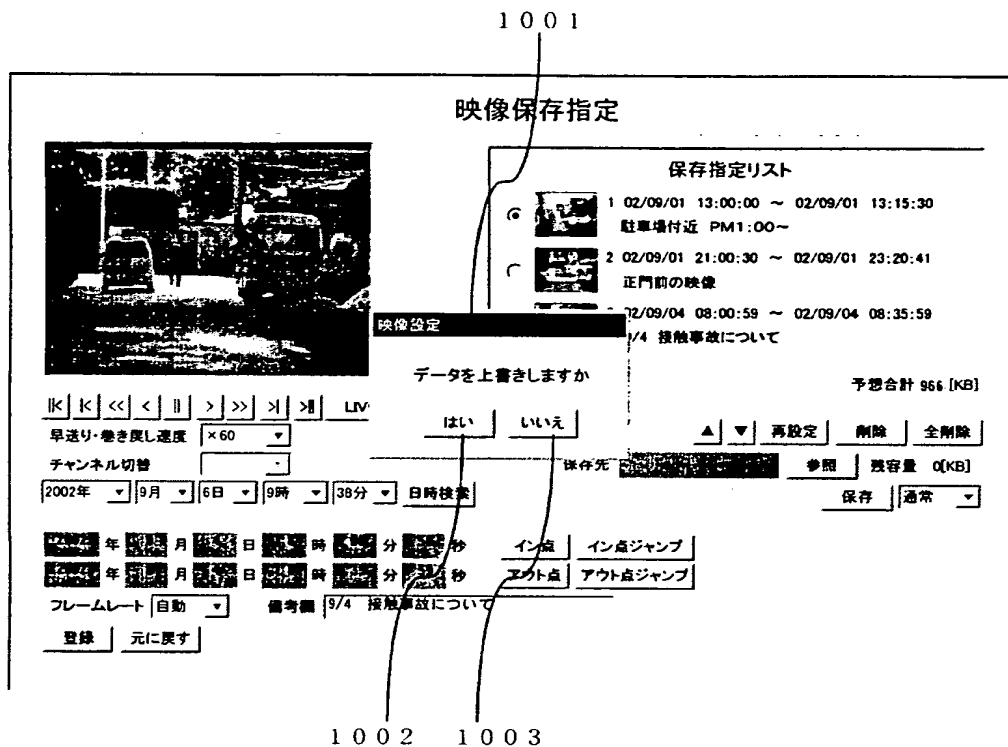 1001
映像保存指定
保存指定リスト
1 02/09/01 13:00:00 ～ 02/09/01 13:15:30
駐車場付近 PM1:00～
2 02/09/01 21:00:30 ～ 02/09/01 23:20:41
正門前の映像
02/09/04 08:00:59 ～ 02/09/04 08:35:59
9/4 接触事故について
映像設定
データを上書きしますか
はい いいえ
予想合計 966 [KB]
|< |< << < || > >> >| >|| LIV
▲ ▼ 再設定 削除 全削除
早送り・巻き戻し速度 ×60
チャンネル切替
保存先 参照 残容量 0[KB]
2002年 9月 6日 9時 38分 日時検索
保存 通常
年 月 日 時 分 秒 イン点 イン点ジャンプ
年 月 日 時 分 秒 アウト点 アウト点ジャンプ
フレームレート 自動 備考欄 9/4 接触事故について
登録 元に戻す
1002 1003